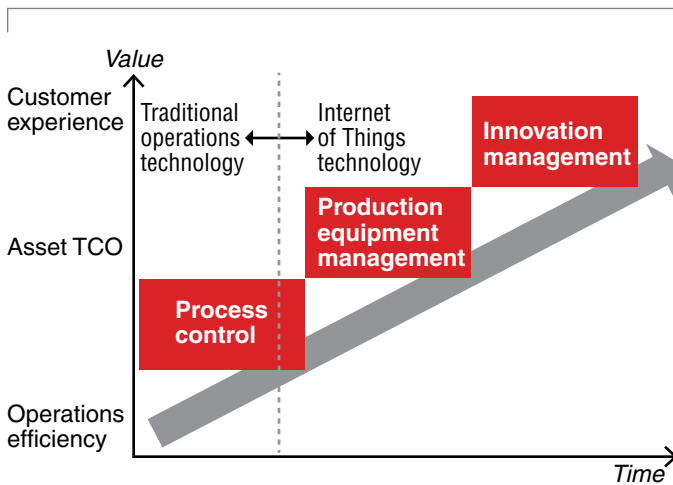 Value
Customer
experience
Traditional
operations
technology
Internet
of Things
technology
Innovation
management
Asset TCO
Production
equipment
management
Process
control
Operations
efficiency
Time